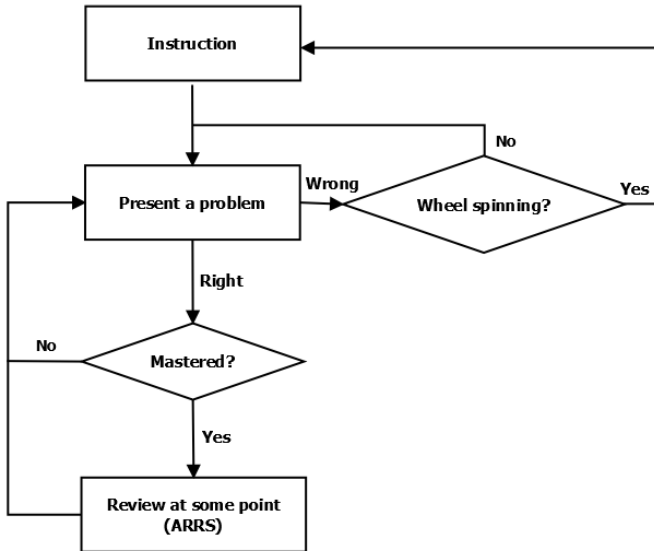 Instruction
No
Wrong
Yes
Present a problem
Wheel spinning?
Right
No
Mastered?
Yes
Review at some point
(ARRS)